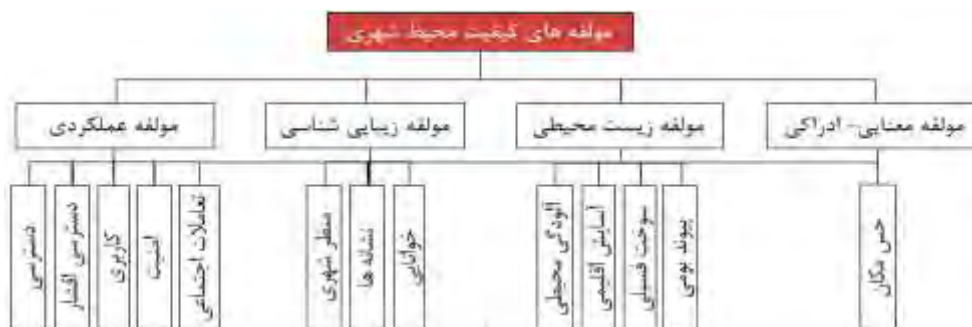 مولفه های کیفیت محیط شهری
مولفه معنایی- ادراکی
مولفه زیست محیطی
مولفه زیبایی شناسی
مولفه عملکردی
حس مکان
پیوند بومی
سوخت فسیلی
آسایش اقلیمی
آلودگی محیطی
خوانایی
نشانه ها
منظر شهری
تعاملات اجتماعی
امنیت
کاربری
دسترسی اقشار
دسترسی